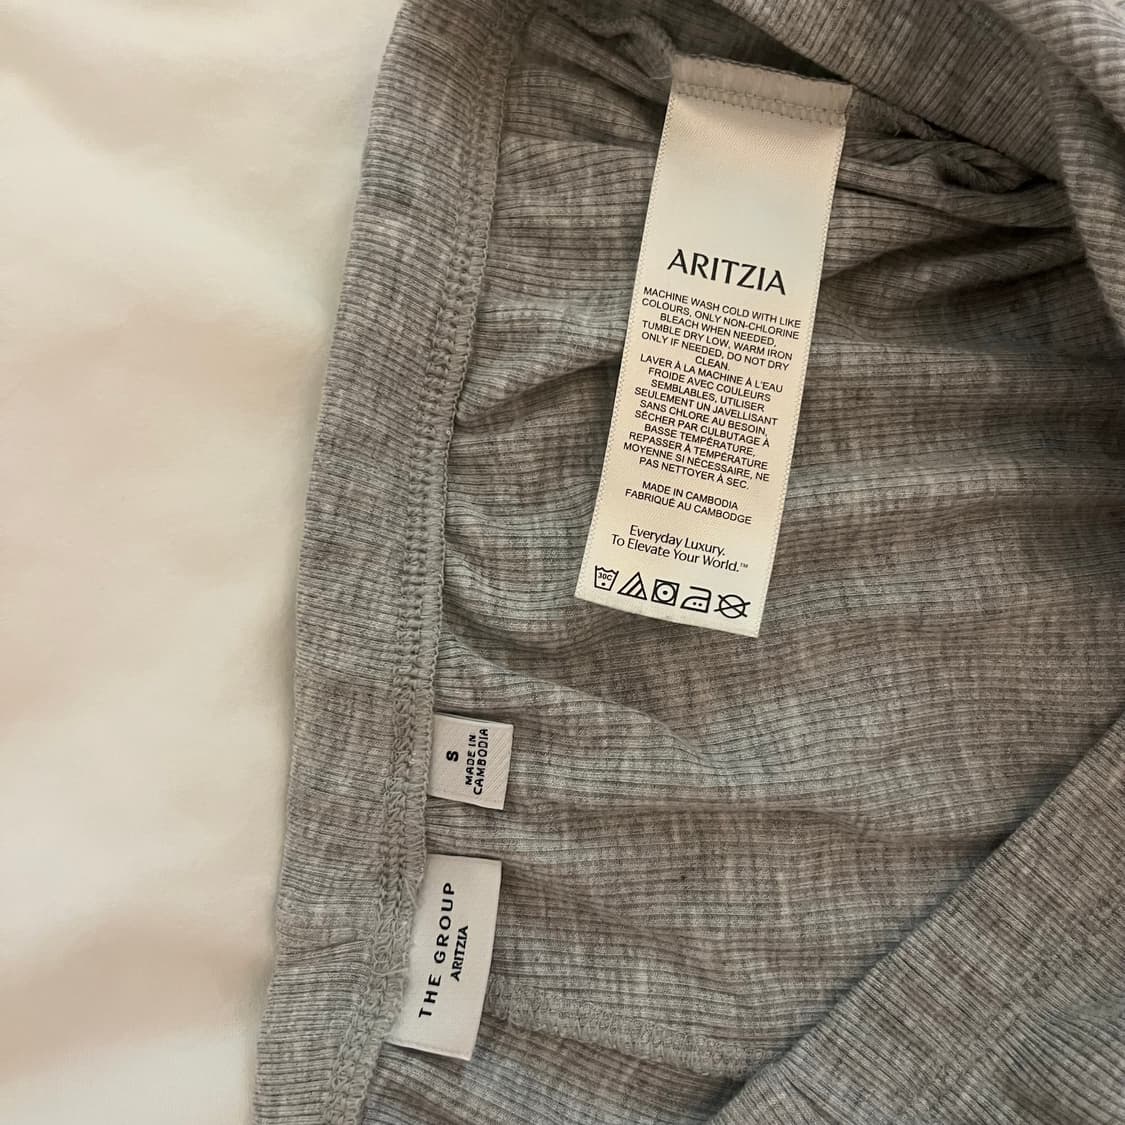 ARITZIA
MACHINE WASH COLD WITH LIKE
COLOURS, ONLY NON-CHLORINE
BLEACH WHEN NEEDED,
TUMBLE DRY LOW, WARM IRON
ONLY IF NEEDED, DO NOT DRY
CLEAN.
LAVER À LA MACHINE À L'EAU
FROIDE AVEC COULEURS
SEMBLABLES, UTILISER
SEULEMENT UN JAVELLISANT
SANS CHLORE AU BESOIN,
SÉCHER PAR CULBUTAGE À
BASSE TEMPÉRATURE,
REPASSER À TEMPÉRATURE
MOYENNE SI NÉCESSAIRE, NE
PAS NETTOYER À SEC.
MADE IN CAMBODIA
FABRIQUÉ AU CAMBODGE
Everyday Luxury.
To Elevate Your World.™
30C
S
MADE IN
CAMBODIA
THE GROUP
ARITZIA